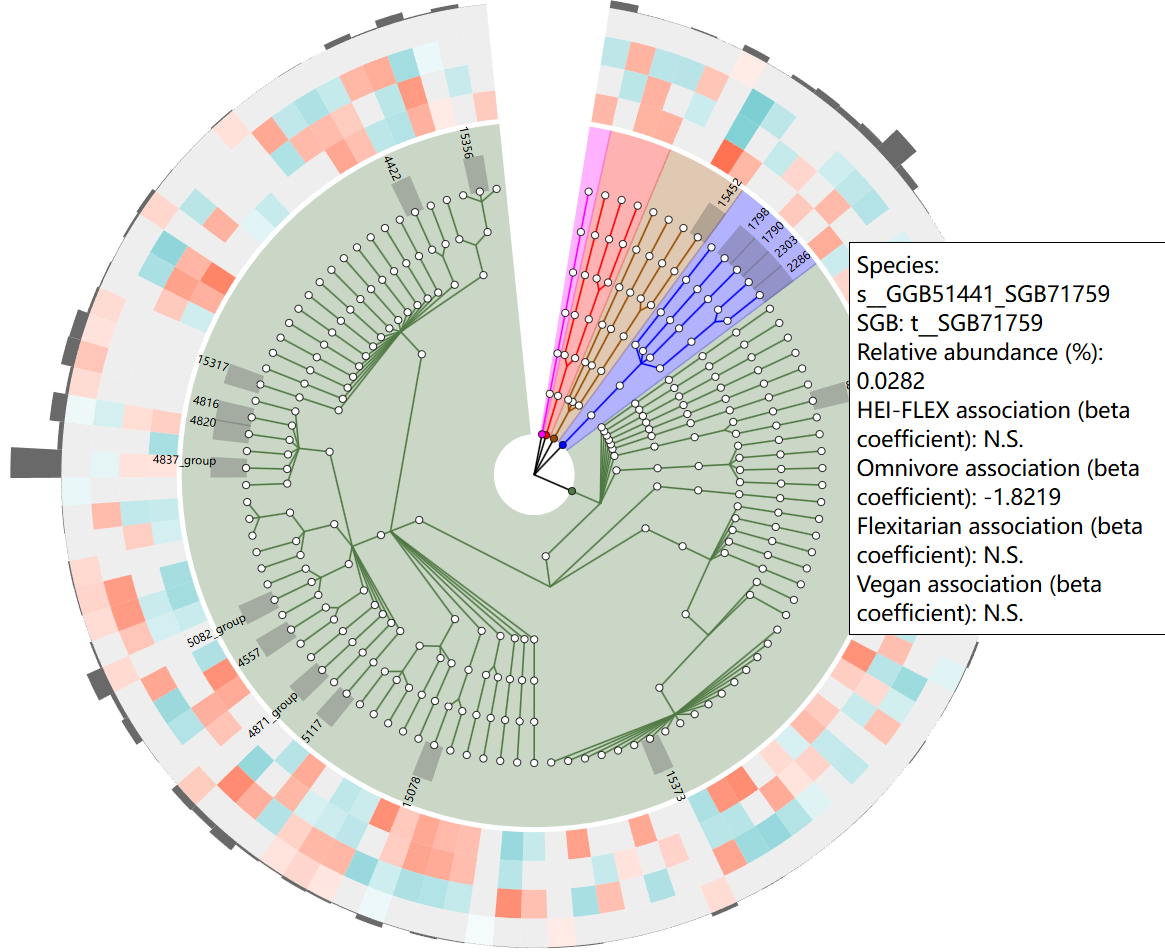 15356
4422
15452
1798
1790
2303
2286
Species:
s__GGB51441_SGB71759
SGB: t__SGB71759
Relative abundance (%):
0.0282
HEI-FLEX association (beta
coefficient): N.S.
Omnivore association (beta
coefficient): -1.8219
Flexitarian association (beta
coefficient): N.S.
Vegan association (beta
coefficient): N.S.
15317
4816
4820
4837_group
5082_group
4557
4871_group
5117
15078
15373